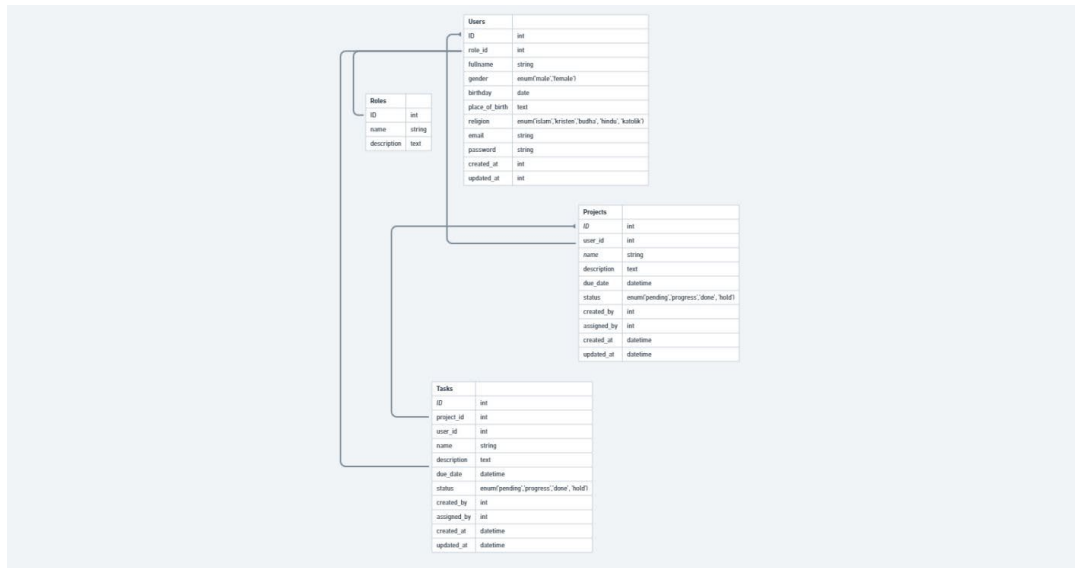 Users
ID int
role_id int
fullname string
gender enum('male','female')
birthday date
place_of_birth text
religion enum('islam','kristen','budha', 'hindu', 'katolik')
email string
password string
created_at int
updated_at int
Roles
ID int
name string
description text
Projects
ID int
user_id int
name string
description text
due_date datetime
status enum('pending','progress','done', 'hold')
created_by int
assigned_by int
created_at datetime
updated_at datetime
Tasks
ID int
project_id int
user_id int
name string
description text
due_date datetime
status enum('pending','progress','done', 'hold')
created_by int
assigned_by int
created_at datetime
updated_at datetime